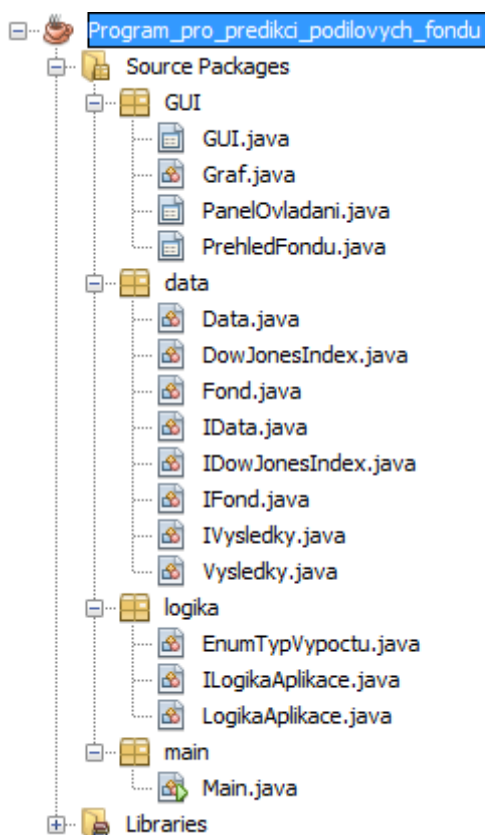 Program_pro_predikci_podilovych_fondu
Source Packages
GUI
GUI.java
Graf.java
PanelOvladani.java
PrehledFondu.java
data
Data.java
DowJonesIndex.java
Fond.java
IData.java
IDowJonesIndex.java
IFond.java
IVysledky.java
Vysledky.java
logika
EnumTypVypoctu.java
ILogikaAplikace.java
LogikaAplikace.java
main
Main.java
Libraries